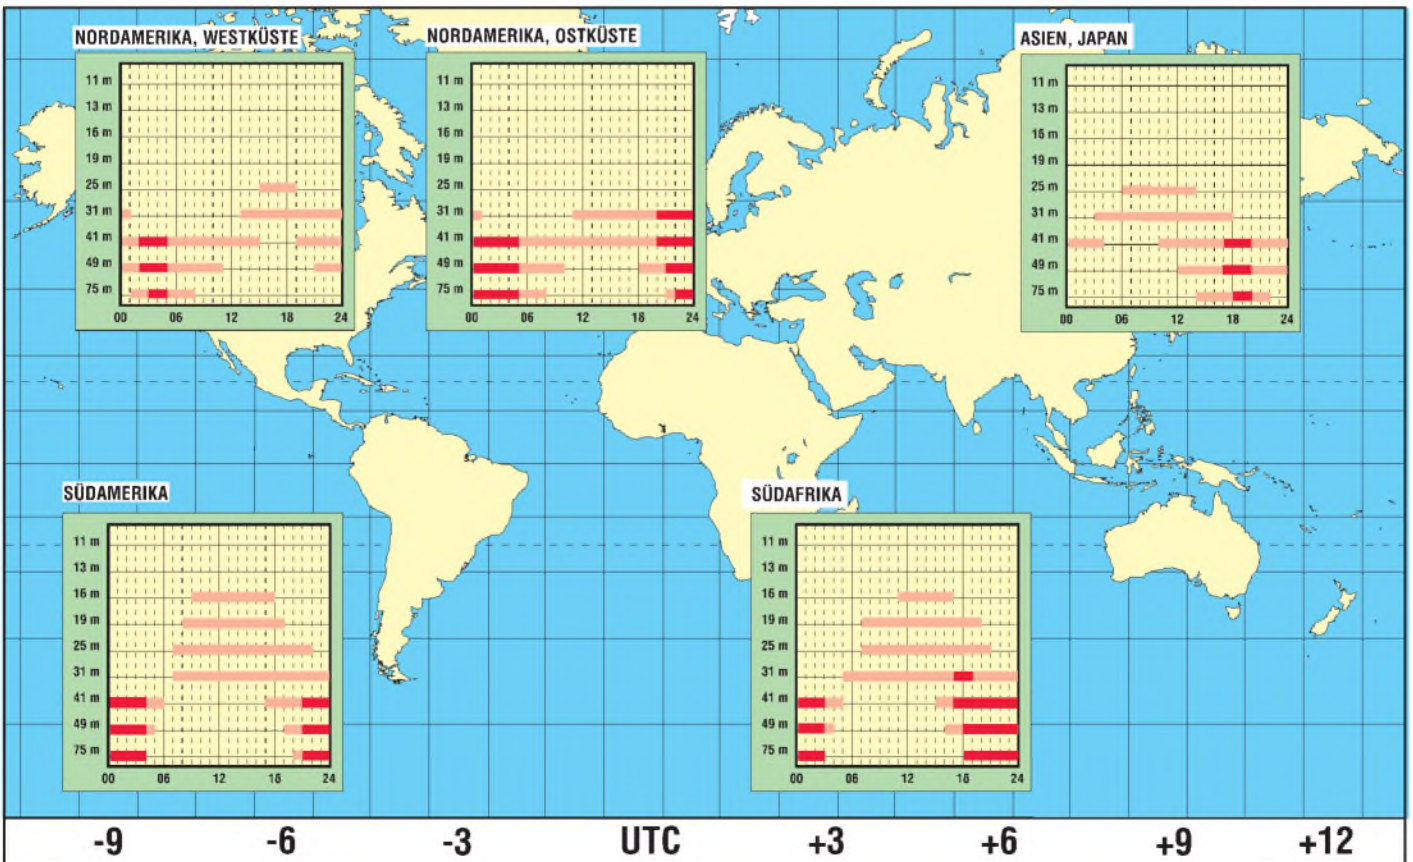 NORDAMERIKA, WESTKÜSTE
11 m
13 m
16 m
19 m
25 m
31 m
41 m
49 m
75 m
00 06 12 18 24
NORDAMERIKA, OSTKÜSTE
11 m
13 m
16 m
19 m
25 m
31 m
41 m
49 m
75 m
00 06 12 18 24
ASIEN, JAPAN
11 m
13 m
16 m
19 m
25 m
31 m
41 m
49 m
75 m
00 06 12 18 24
SÜDAMERIKA
11 m
13 m
16 m
19 m
25 m
31 m
41 m
49 m
75 m
00 06 12 18 24
SÜDAFRIKA
11 m
13 m
16 m
19 m
25 m
31 m
41 m
49 m
75 m
00 06 12 18 24
-9 -6 -3 UTC +3 +6 +9 +12